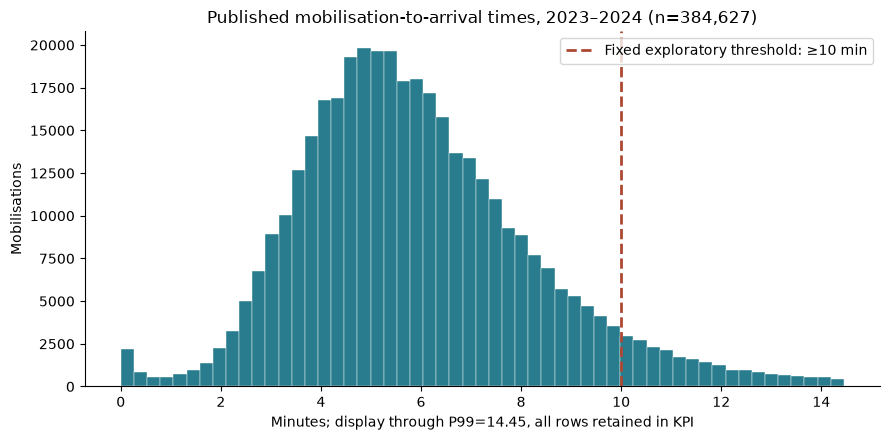 Published mobilisation-to-arrival times, 2023–2024 (n=384,627)
Fixed exploratory threshold: ≥10 min
Mobilisations
20000
17500
15000
12500
10000
7500
5000
2500
0
0 2 4 6 8 10 12 14
Minutes; display through P99=14.45, all rows retained in KPI